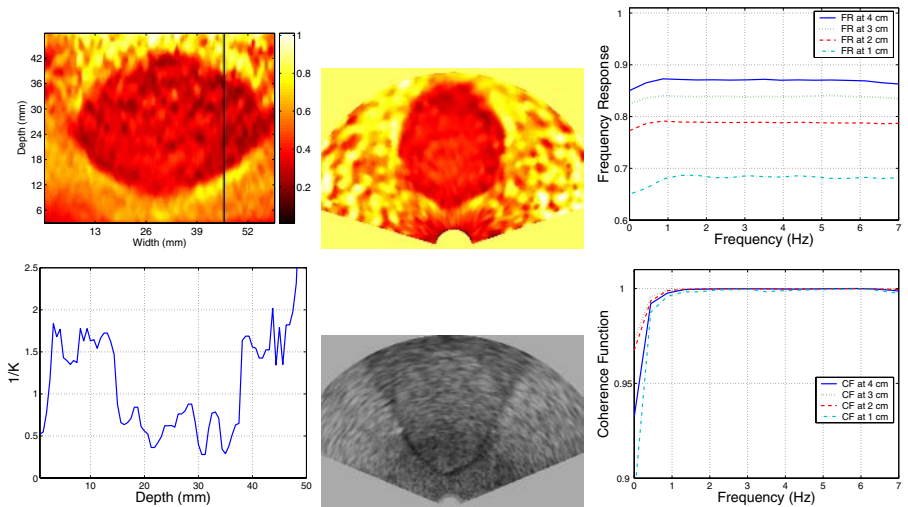 42
36
30
24
18
12
6
Depth (mm)
13
26
39
52
Width (mm)
1
0.8
0.6
0.4
0.2
1
0.9
0.8
0.7
0.6
Frequency Response
FR at 4 cm
FR at 3 cm
FR at 2 cm
FR at 1 cm
0 1 2 3 4 5 6 7
Frequency (Hz)
2.5
2
1.5
1
0.5
0
1/K
10 20 30 40 50
Depth (mm)
1
0.95
0.9
Coherence Function
CF at 4 cm
CF at 3 cm
CF at 2 cm
CF at 1 cm
0 1 2 3 4 5 6 7
Frequency (Hz)